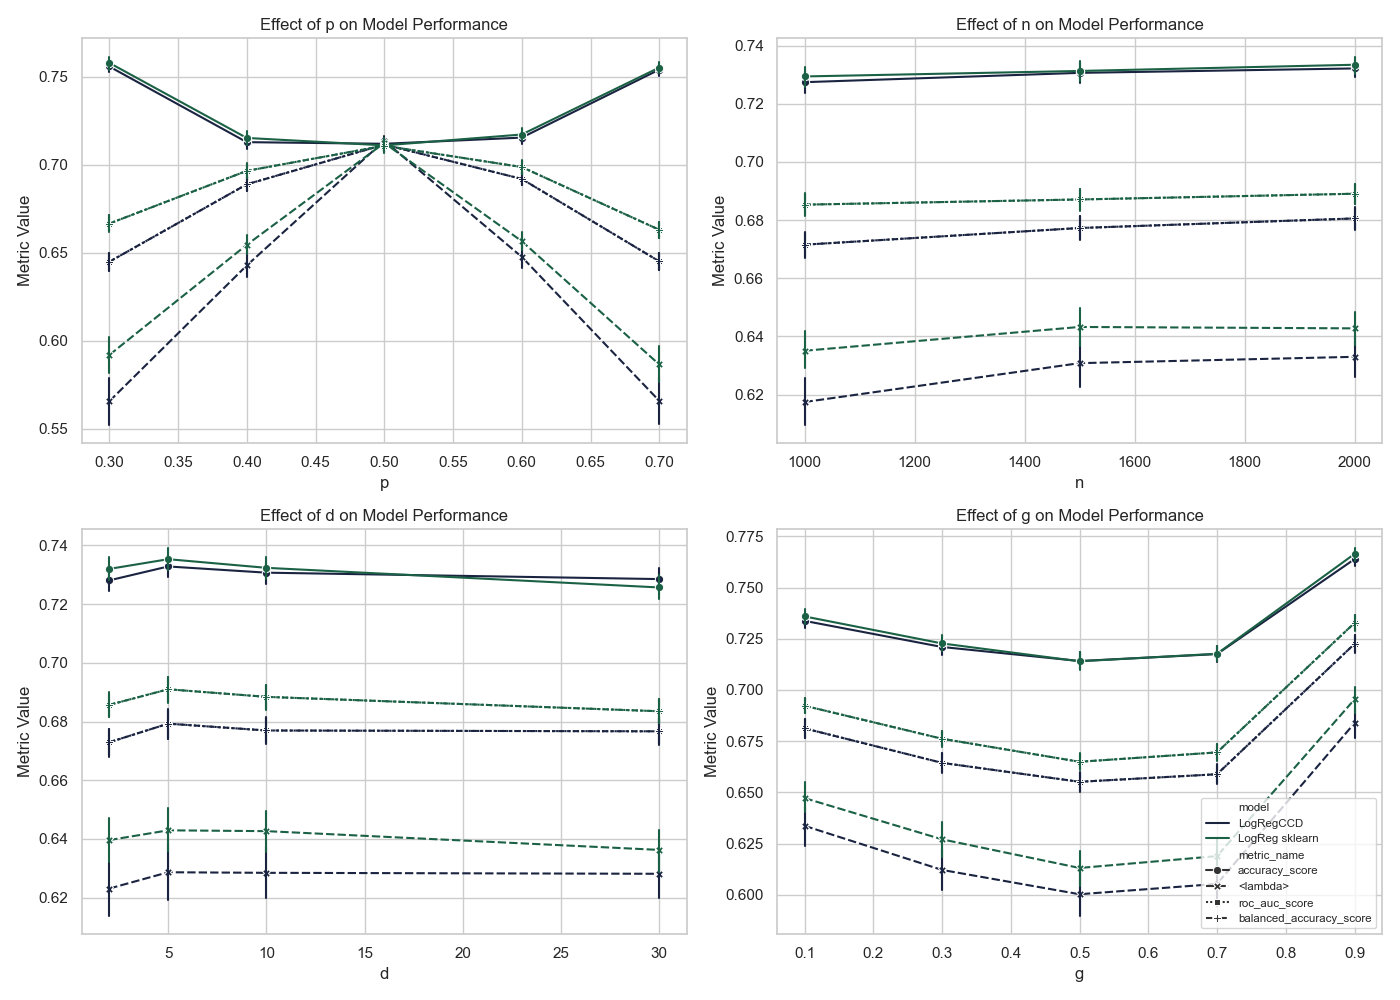 Effect of p on Model Performance
Metric Value
0.75
0.70
0.65
0.60
0.55
0.30 0.35 0.40 0.45 0.50 0.55 0.60 0.65 0.70
p
Effect of n on Model Performance
Metric Value
0.74
0.72
0.70
0.68
0.66
0.64
0.62
1000 1200 1400 1600 1800 2000
n
Effect of d on Model Performance
Metric Value
0.74
0.72
0.70
0.68
0.66
0.64
0.62
5 10 15 20 25 30
d
Effect of g on Model Performance
Metric Value
0.775
0.750
0.725
0.700
0.675
0.650
0.625
0.600
0.1 0.2 0.3 0.4 0.5 0.6 0.7 0.8 0.9
g
model
LogRegCCD
LogReg sklearn
metric_name
accuracy_score
<lambda>
roc_auc_score
balanced_accuracy_score